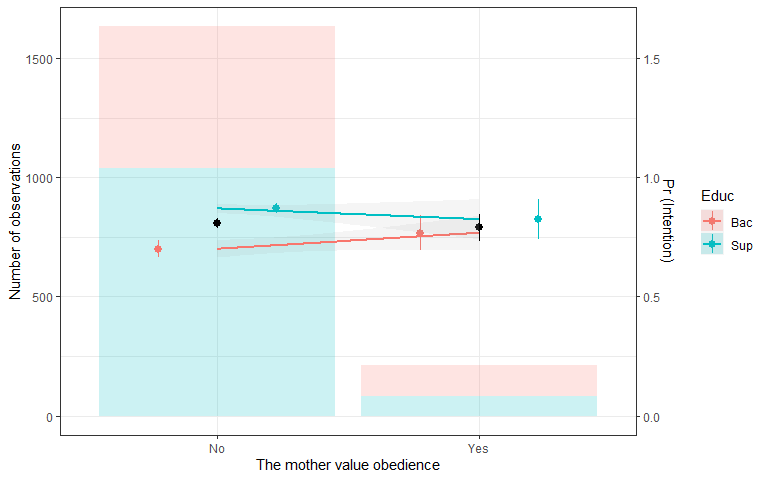 Number of observations
1500
1000
500
0
No
Yes
The mother value obedience
1.5
1.0
0.5
0.0
Pr (Intention)
Educ
Bac
Sup